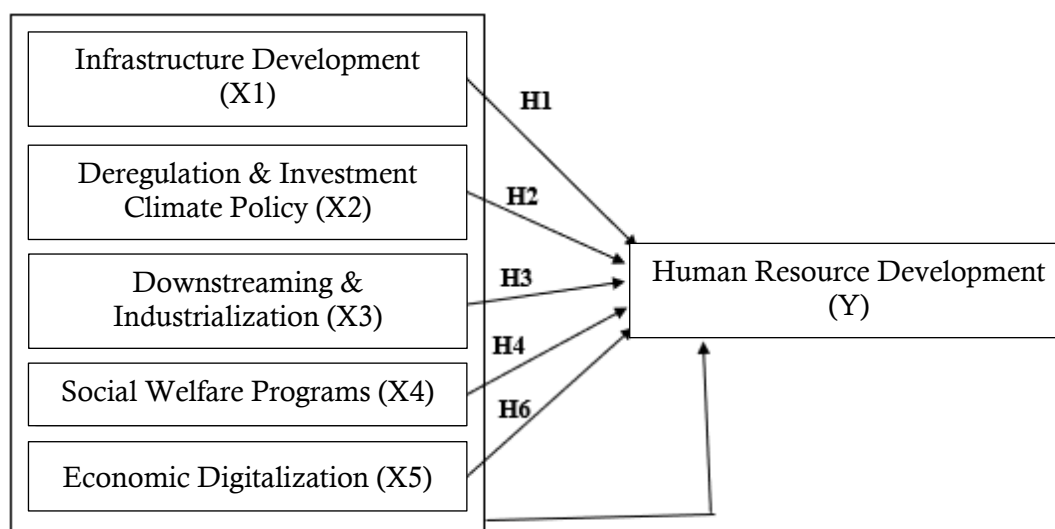 Infrastructure Development
(X1)
H1
Deregulation & Investment
Climate Policy (X2)
H2
Downstreaming &
Industrialization (X3)
H3
Human Resource Development
(Y)
Social Welfare Programs (X4)
H4
H6
Economic Digitalization (X5)